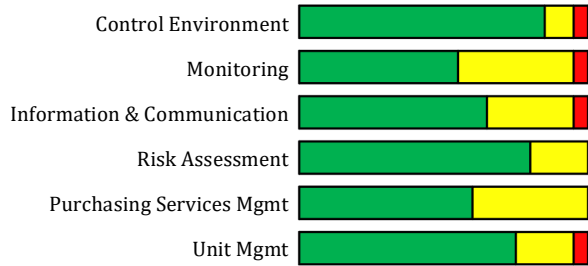 Control Environment
Monitoring
Information & Communication
Risk Assessment
Purchasing Services Mgmt
Unit Mgmt